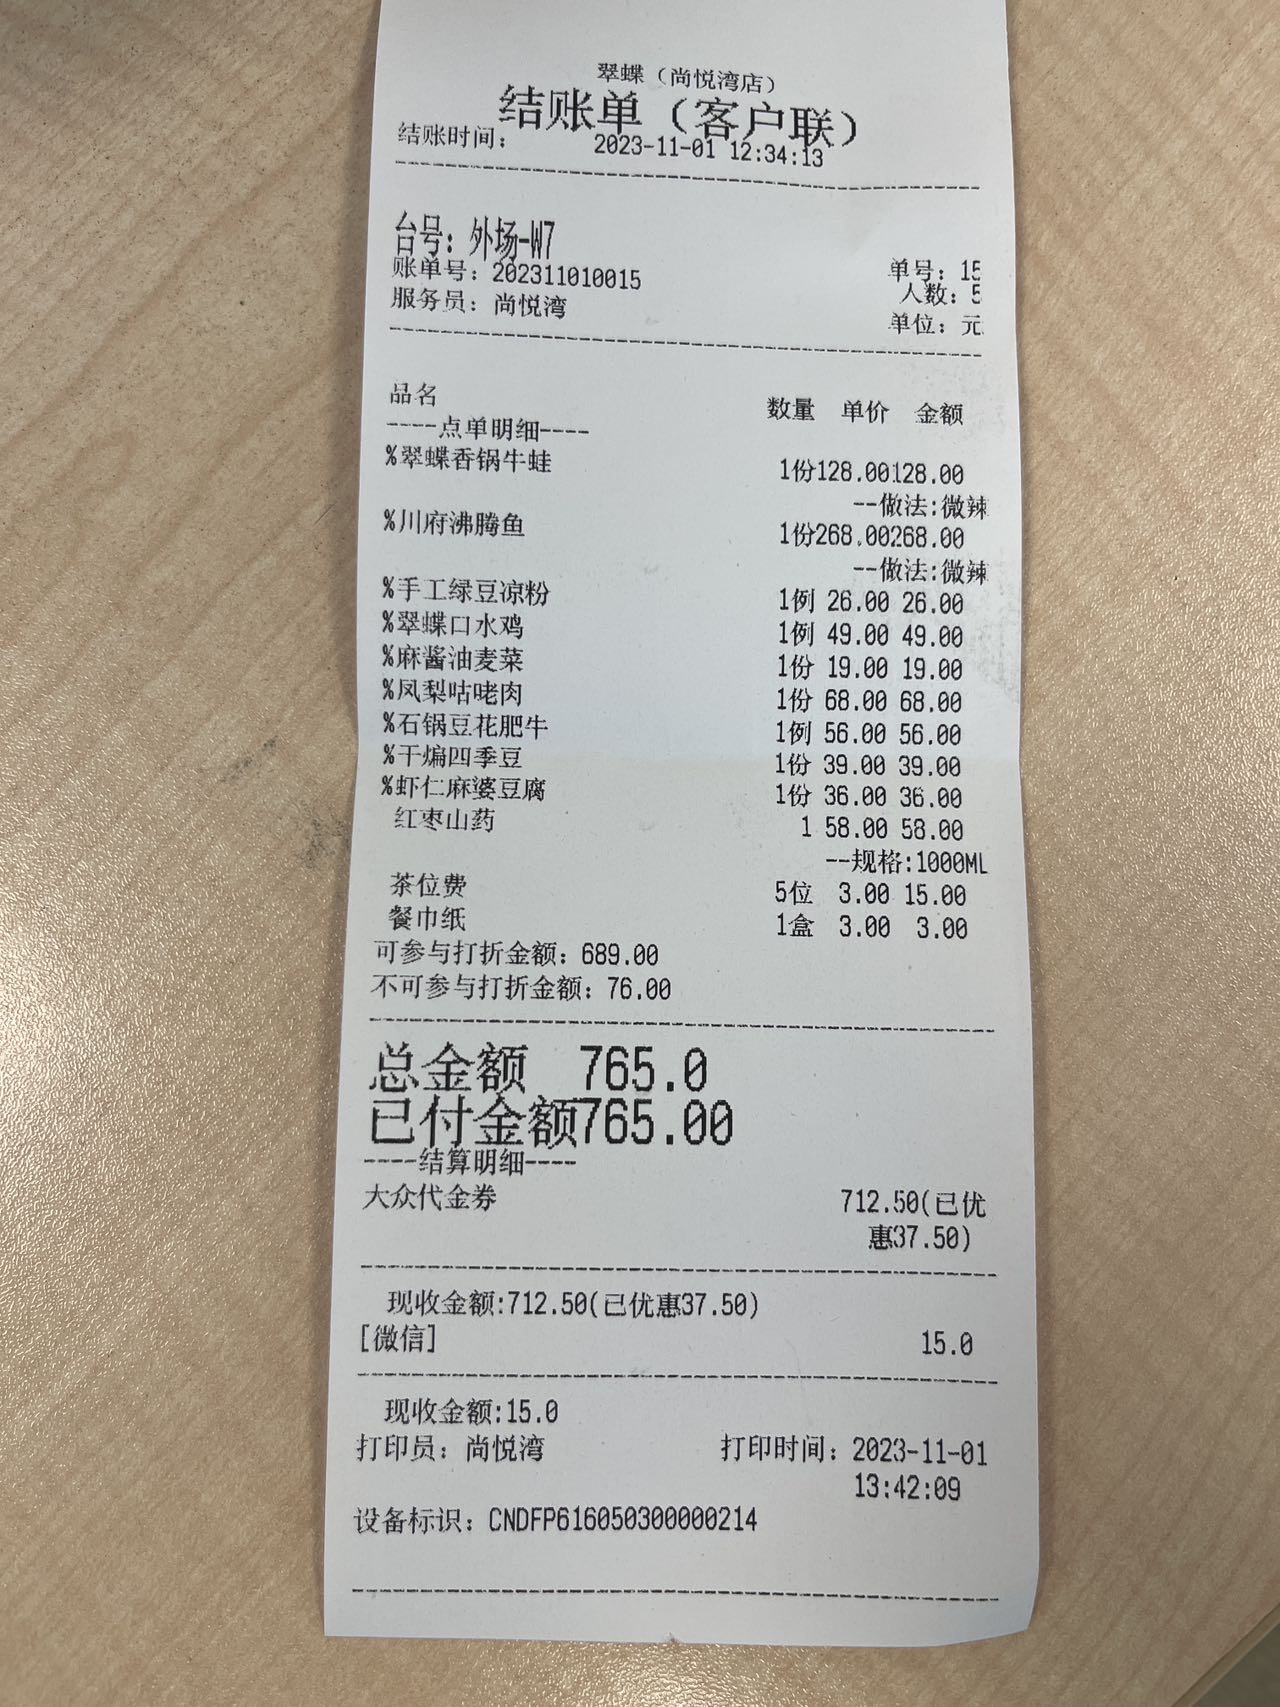 翠蝶（尚悦湾店）
结账单（客户联）
结账时间： 2023-11-01 12:34:13
台号：外场-W7
账单号：202311010015 单号：15
服务员：尚悦湾 人数：5
单位：元
品名 数量 单价 金额
----点单明细----
%翠蝶香锅牛蛙 1份128.00128.00
--做法:微辣
%川府沸腾鱼 1份268.00268.00
--做法:微辣
%手工绿豆凉粉 1例 26.00 26.00
%翠蝶口水鸡 1例 49.00 49.00
%麻酱油麦菜 1份 19.00 19.00
%凤梨咕咾肉 1份 68.00 68.00
%石锅豆花肥牛 1例 56.00 56.00
%干煸四季豆 1份 39.00 39.00
%虾仁麻婆豆腐 1份 36.00 36.00
红枣山药 1 58.00 58.00
--规格:1000ML
茶位费 5位 3.00 15.00
餐巾纸 1盒 3.00 3.00
可参与打折金额：689.00
不可参与打折金额：76.00
总金额 765.0
已付金额765.00
----结算明细----
大众代金券 712.50(已优
惠37.50)
现收金额:712.50(已优惠37.50)
[微信] 15.0
现收金额:15.0
打印员：尚悦湾 打印时间：2023-11-01
13:42:09
设备标识：CNDFP616050300000214